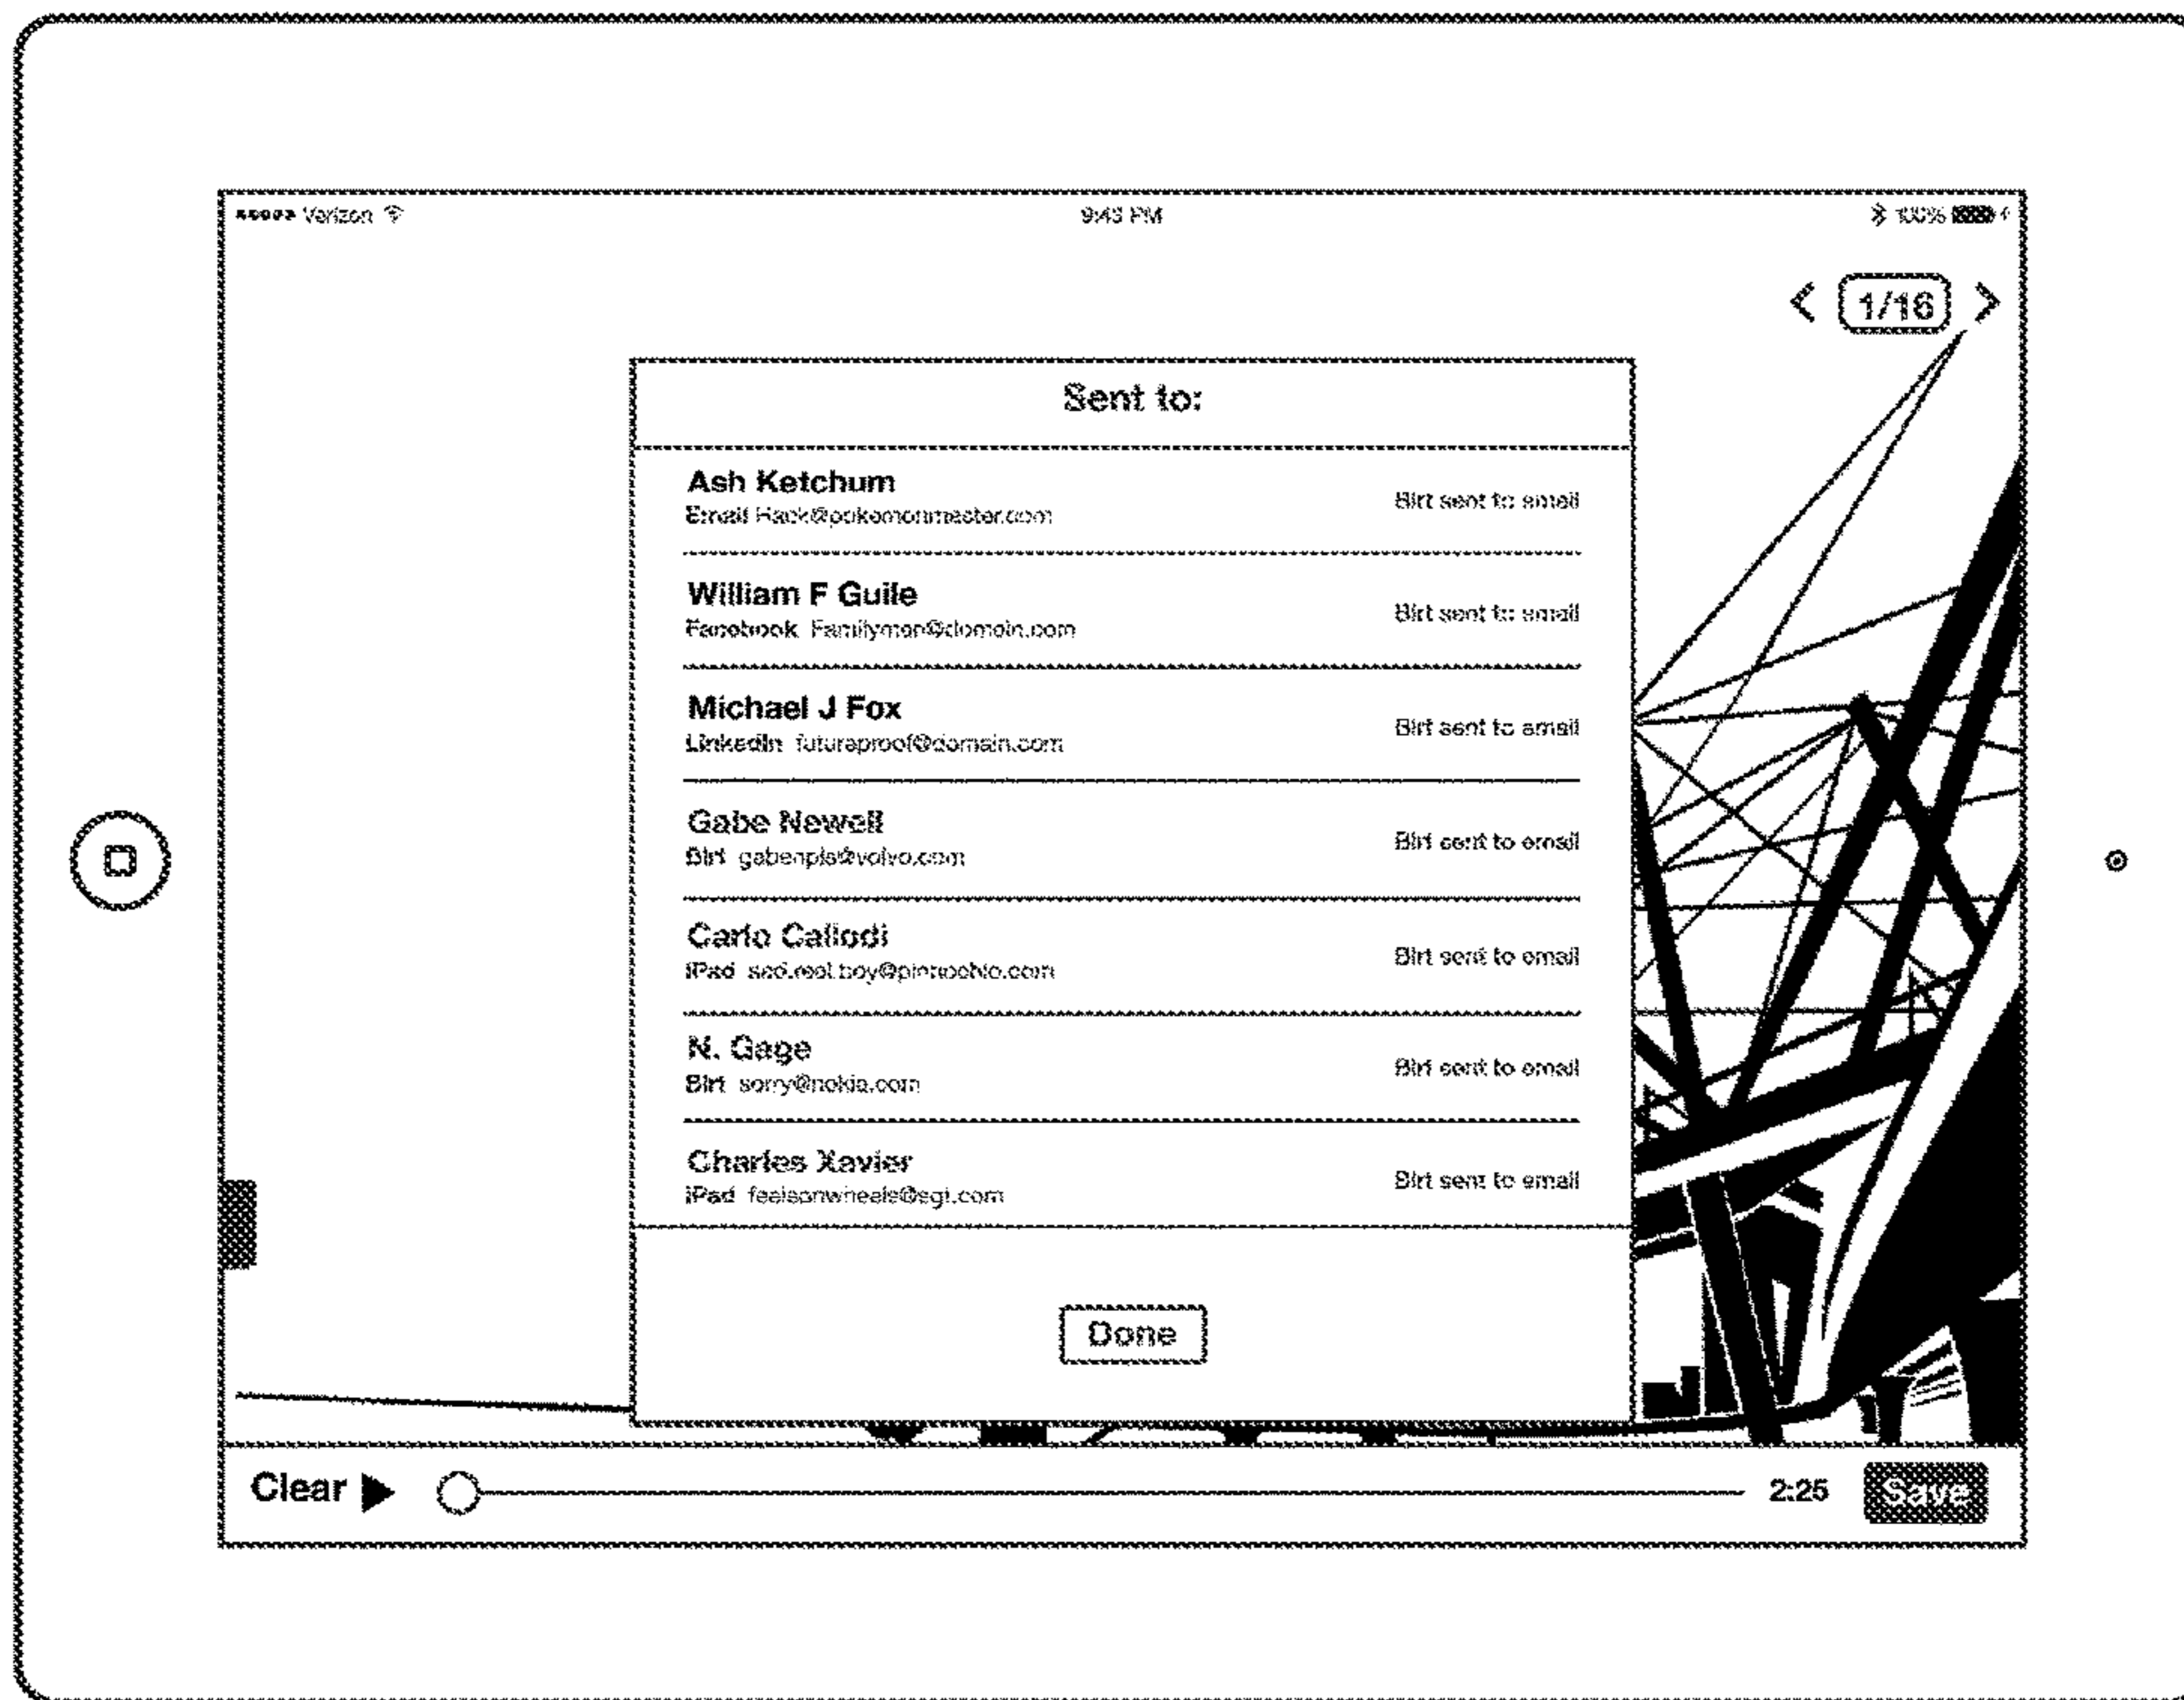 Verizon
9:43 PM
100%
1/16
Sent to:
Ash Ketchum
Email Hack@pokemonmaster.com
Birt sent to email
William F Guile
Facebook Familyman@domain.com
Birt sent to email
Michael J Fox
LinkedIn futureproof@domain.com
Birt sent to email
Gabe Newell
Birt gabenpls@volvo.com
Birt sent to email
Carlo Callodi
iPad
Birt sent to email
N. Gage
Birt sorry@nokia.com
Birt sent to email
Charles Xavier
iPad feelsonwheels@sgi.com
Birt sent to email
Done
Clear
2:25
Save